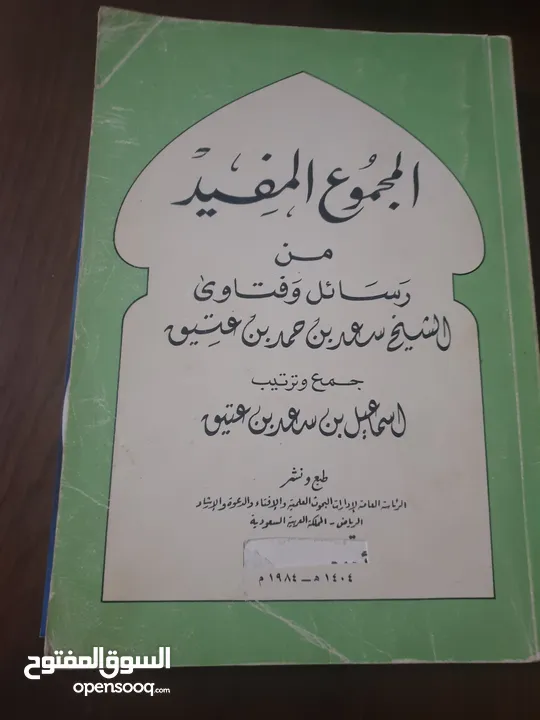 المجموع المفيد
من
رسائل وفتاوى
الشيخ سعد بن حمد بن عتيق
جمع وترتيب
اسماعيل بن سعد بن عتيق
طبع ونشر
الرئاسة العامة لإدارات البحوث العلمية والإفتاء والدعوة والإرشاد
الرياض - المملكة العربية السعودية
١٤٠٤ هـ - ١٩٨٤ م
السوق المفتوح
opensooq.com